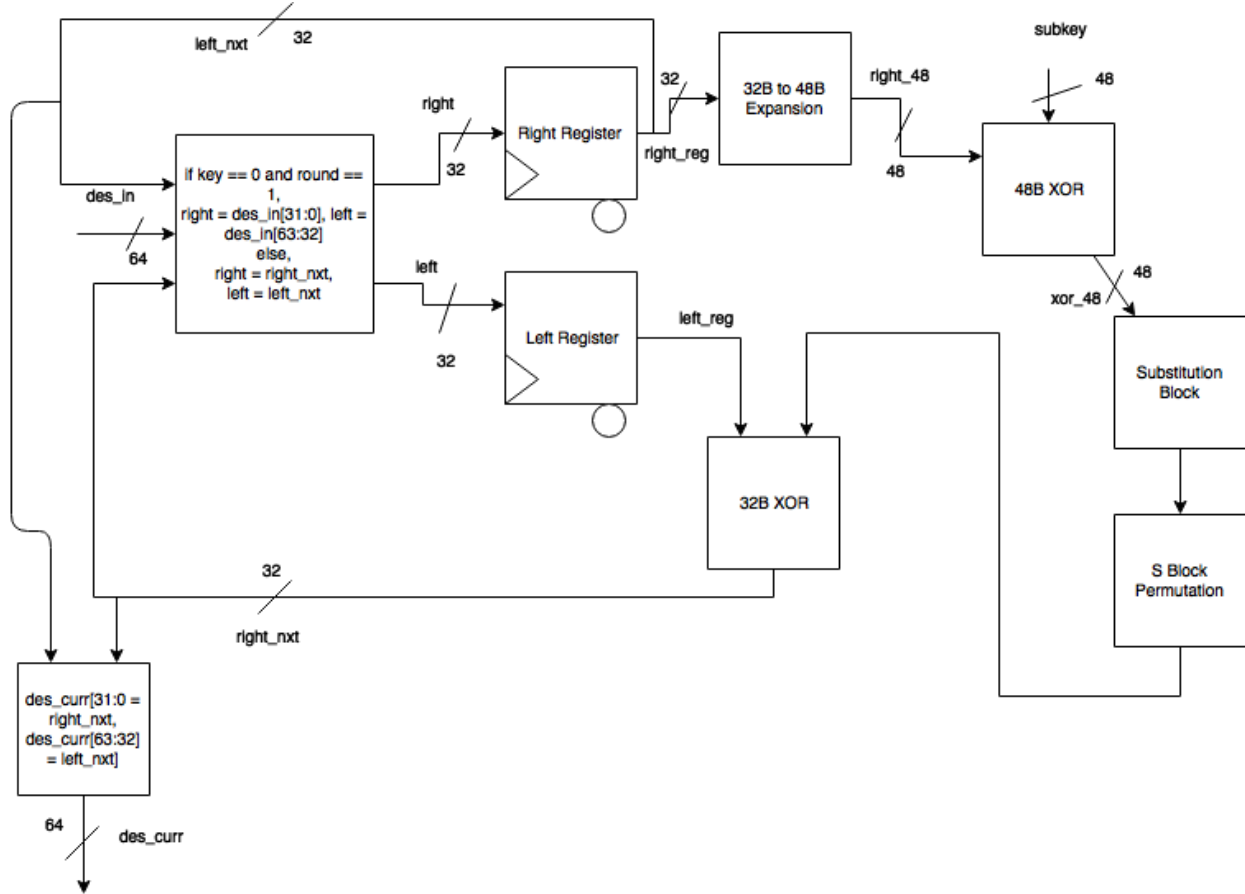 left_nxt
32
subkey
48
right
32
Right Register
32
right_reg
32B to 48B
Expansion
right_48
48
48B XOR
des_in
64
if key == 0 and round ==
1,
right = des_in[31:0], left =
des_in[63:32]
else,
right = right_nxt,
left = left_nxt
left
32
Left Register
left_reg
48
xor_48
Substitution
Block
32B XOR
S Block
Permutation
32
right_nxt
des_curr[31:0 =
right_nxt,
des_curr[63:32]
= left_nxt]
64
des_curr